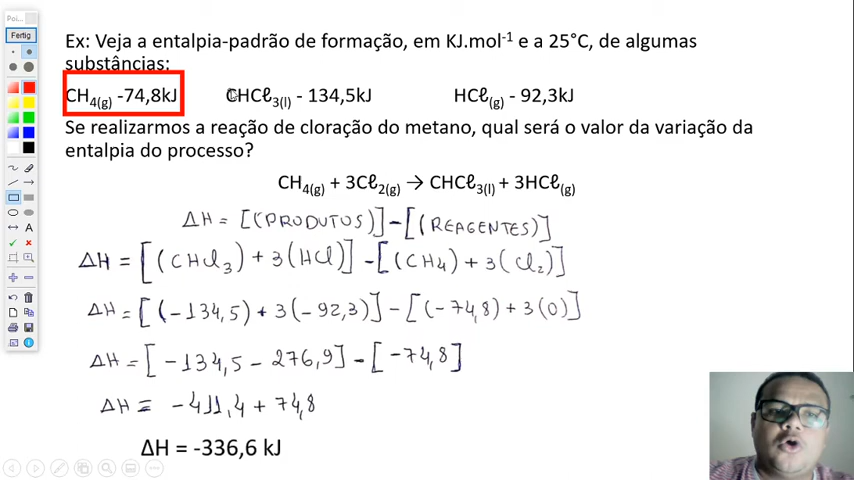 Poi...
Fertig
Ex: Veja a entalpia-padrão de formação, em KJ.mol-1 e a 25°C, de algumas
substâncias:
CH4(g) -74,8kJ CHCℓ3(l) - 134,5kJ HCℓ(g) - 92,3kJ
Se realizarmos a reação de cloração do metano, qual será o valor da variação da
entalpia do processo?
CH4(g) + 3Cℓ2(g) → CHCℓ3(l) + 3HCℓ(g)
ΔH = [(PRODUTOS)] - [(REAGENTES)]
ΔH = [(CHCl3) + 3(HCl)] - [(CH4) + 3(Cl2)]
ΔH = [(-134,5) + 3(-92,3)] - [(-74,8) + 3(0)]
ΔH = [-134,5 - 276,9] - [-74,8]
ΔH = -411,4 + 74,8
ΔH = -336,6 kJ